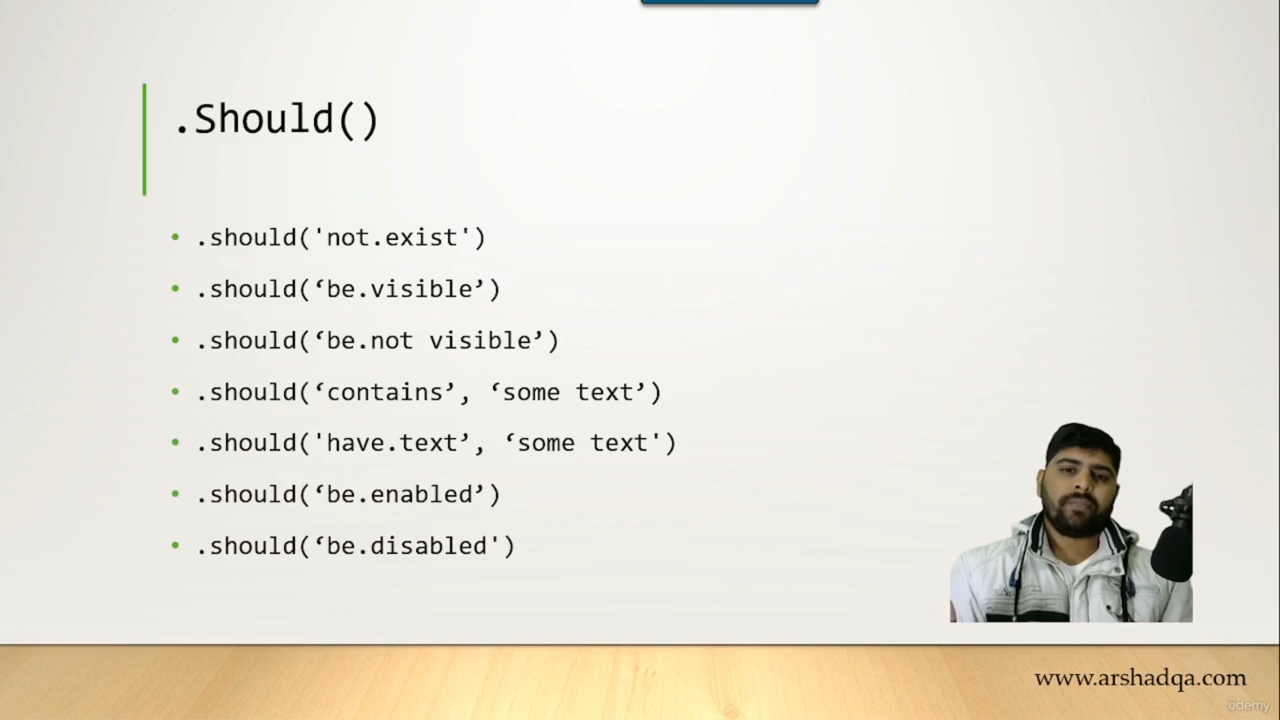 .Should()
• .should('not.exist')
• .should(‘be.visible’)
• .should(‘be.not visible’)
• .should(‘contains’, ‘some text’)
• .should('have.text’, ‘some text')
• .should(‘be.enabled’)
• .should(‘be.disabled')
www.arshadqa.com
ûdemy